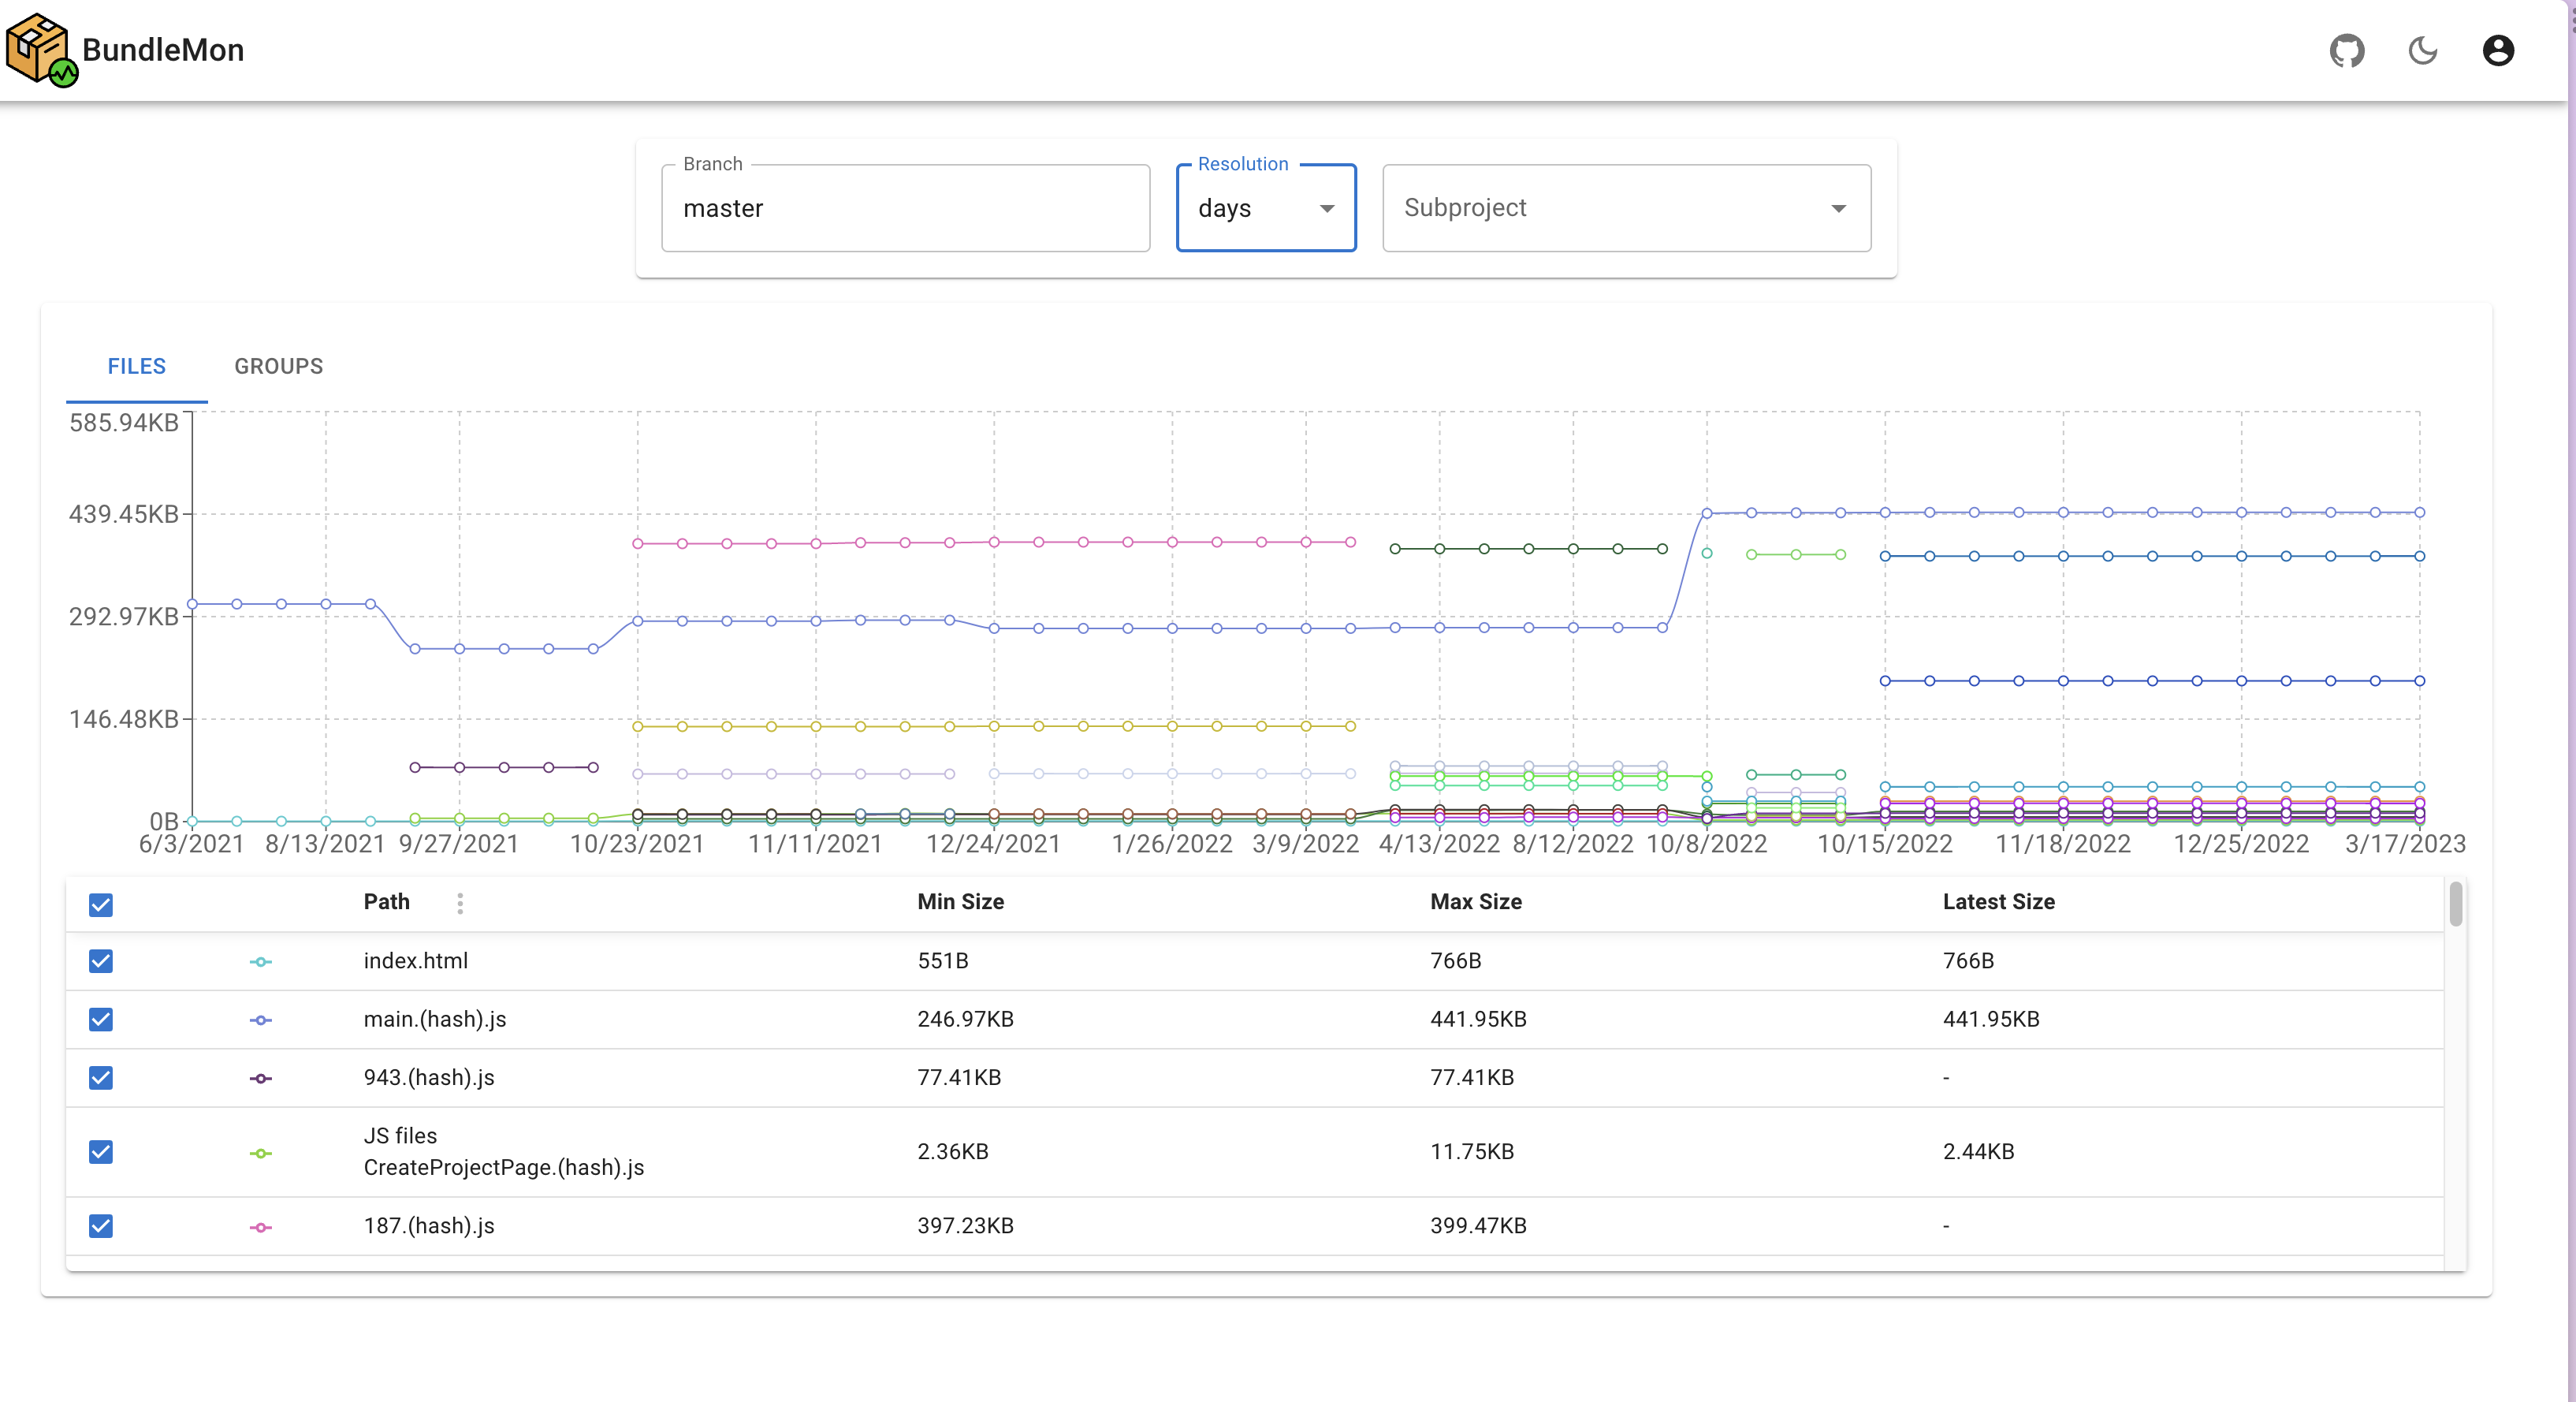 BundleMon
Branch
master
Resolution
days
Subproject
FILES
GROUPS
585.94KB
439.45KB
292.97KB
146.48KB
0B
6/3/2021 8/13/2021 9/27/2021 10/23/2021 11/11/2021 12/24/2021 1/26/2022 3/9/2022 4/13/2022 8/12/2022 10/8/2022 10/15/2022 11/18/2022 12/25/2022 3/17/2023
Path Min Size Max Size Latest Size
index.html 551B 766B 766B
main.(hash).js 246.97KB 441.95KB 441.95KB
943.(hash).js 77.41KB 77.41KB -
JS files
CreateProjectPage.(hash).js 2.36KB 11.75KB 2.44KB
187.(hash).js 397.23KB 399.47KB -